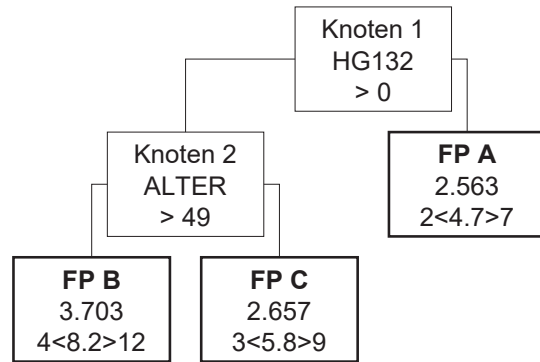 Knoten 1
HG132
> 0
Knoten 2
ALTER
> 49
FP A
2.563
2<4.7>7
FP B
3.703
4<8.2>12
FP C
2.657
3<5.8>9